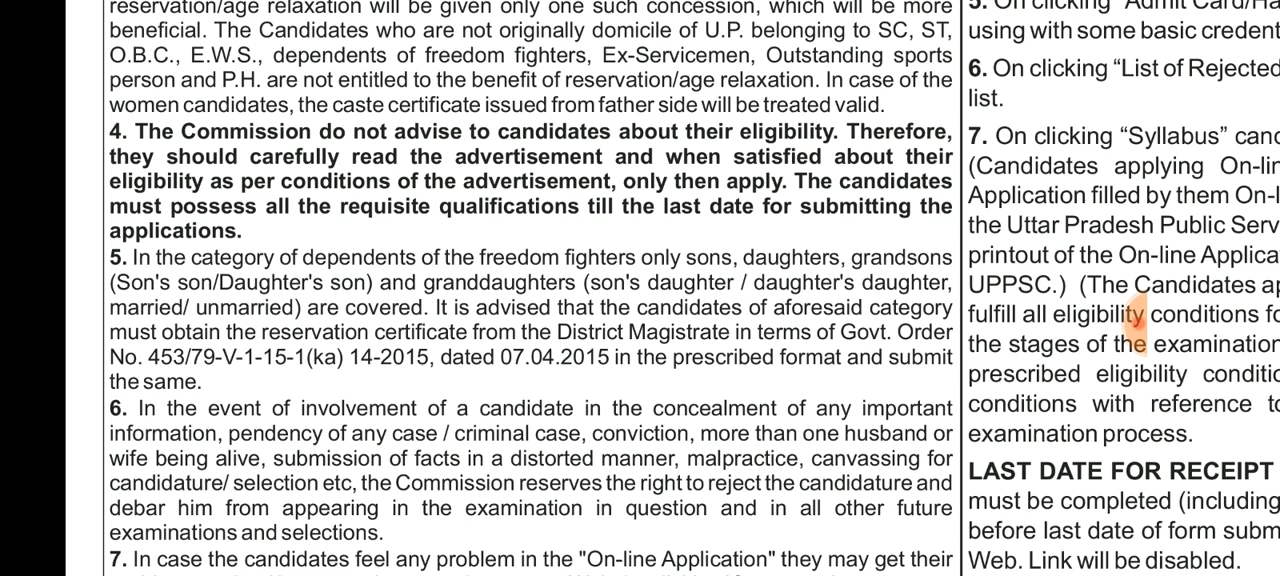 reservation/age relaxation will be given only one such concession, which will be more
beneficial. The Candidates who are not originally domicile of U.P. belonging to SC, ST,
O.B.C., E.W.S., dependents of freedom fighters, Ex-Servicemen, Outstanding sports
person and P.H. are not entitled to the benefit of reservation/age relaxation. In case of the
women candidates, the caste certificate issued from father side will be treated valid.
4. The Commission do not advise to candidates about their eligibility. Therefore,
they should carefully read the advertisement and when satisfied about their
eligibility as per conditions of the advertisement, only then apply. The candidates
must possess all the requisite qualifications till the last date for submitting the
applications.
5. In the category of dependents of the freedom fighters only sons, daughters, grandsons
(Son's son/Daughter's son) and granddaughters (son's daughter / daughter's daughter,
married/ unmarried) are covered. It is advised that the candidates of aforesaid category
must obtain the reservation certificate from the District Magistrate in terms of Govt. Order
No. 453/79-V-1-15-1(ka) 14-2015, dated 07.04.2015 in the prescribed format and submit
the same.
6. In the event of involvement of a candidate in the concealment of any important
information, pendency of any case / criminal case, conviction, more than one husband or
wife being alive, submission of facts in a distorted manner, malpractice, canvassing for
candidature/ selection etc, the Commission reserves the right to reject the candidature and
debar him from appearing in the examination in question and in all other future
examinations and selections.
7. In case the candidates feel any problem in the "On-line Application" they may get their
5. On clicking "Admit Card/Ha
using with some basic credent
6. On clicking “List of Rejected
list.
7. On clicking “Syllabus” cand
(Candidates applying On-lin
Application filled by them On-l
the Uttar Pradesh Public Serv
printout of the On-line Applica
UPPSC.) (The Candidates ap
fulfill all eligibility conditions fo
the stages of the examination
prescribed eligibility conditio
conditions with reference to
examination process.
LAST DATE FOR RECEIPT
must be completed (including
before last date of form subm
Web. Link will be disabled.